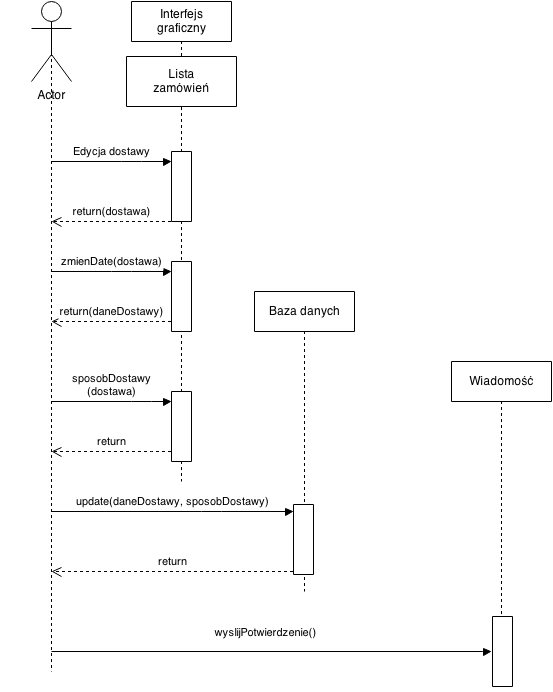 Interfejs
graficzny
Lista
zamówień
Actor
Edycja dostawy
return(dostawa)
zmienDate(dostawa)
return(daneDostawy)
Baza danych
Wiadomość
sposobDostawy
(dostawa)
return
update(daneDostawy, sposobDostawy)
return
wyslijPotwierdzenie()